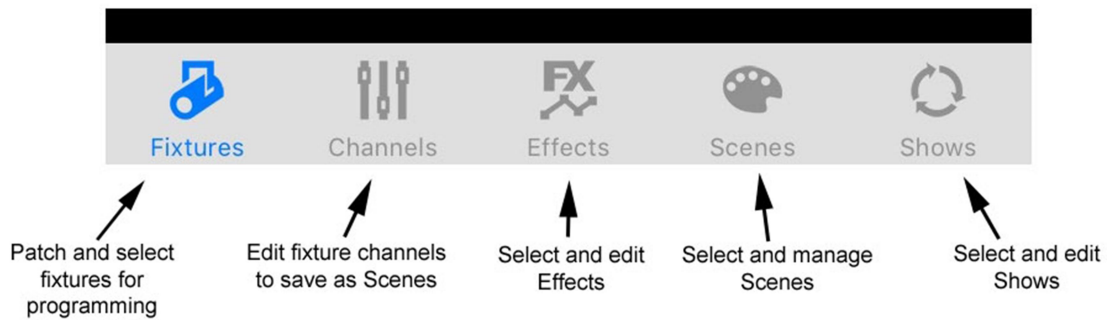 FX
Fixtures
Channels
Effects
Scenes
Shows
Patch and select
fixtures for
programming
Edit fixture channels
to save as Scenes
Select and edit
Effects
Select and manage
Scenes
Select and edit
Shows